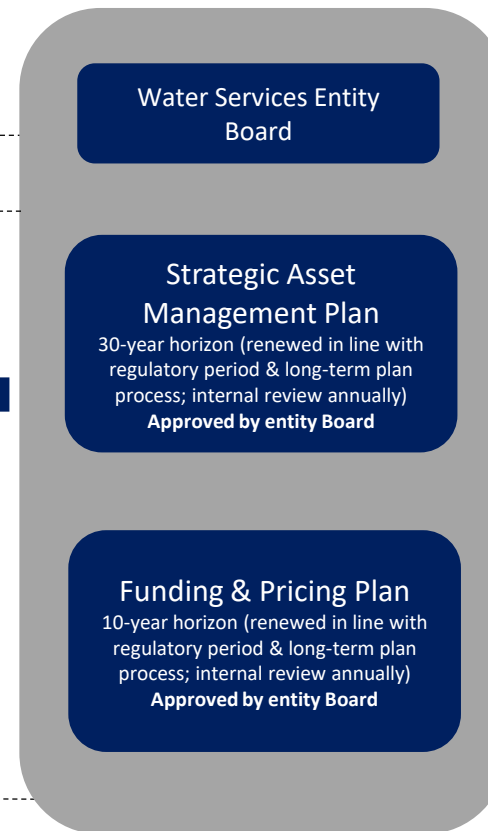 Water Services Entity
Board
Strategic Asset
Management Plan
30-year horizon (renewed in line with
regulatory period & long-term plan
process; internal review annually)
Approved by entity Board
Funding & Pricing Plan
10-year horizon (renewed in line with
regulatory period & long-term plan
process; internal review annually)
Approved by entity Board